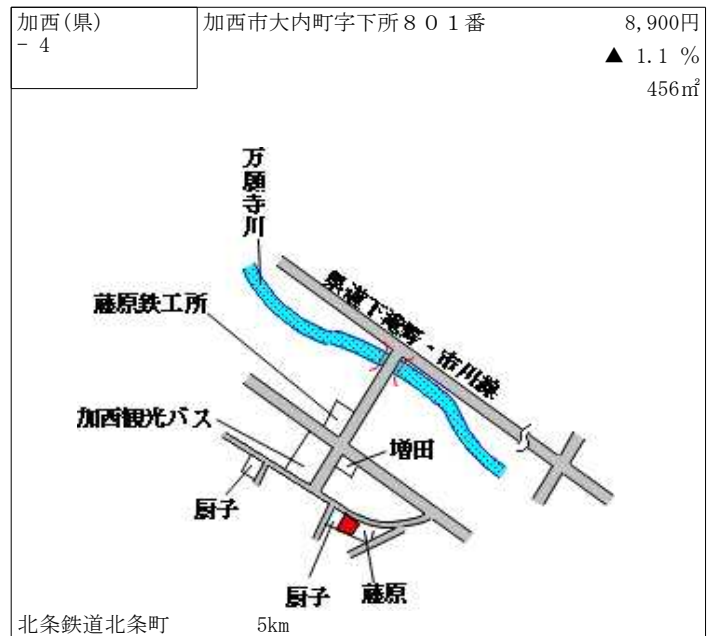 加西(県)
- 4
加西市大内町字下所８０１番
8,900円
▲ 1.1 %
456㎡
万願寺川
藤原鉄工所
県道下滝野・市川線
加西観光バス
増田
厨子
厨子
藤原
北条鉄道北条町 5km